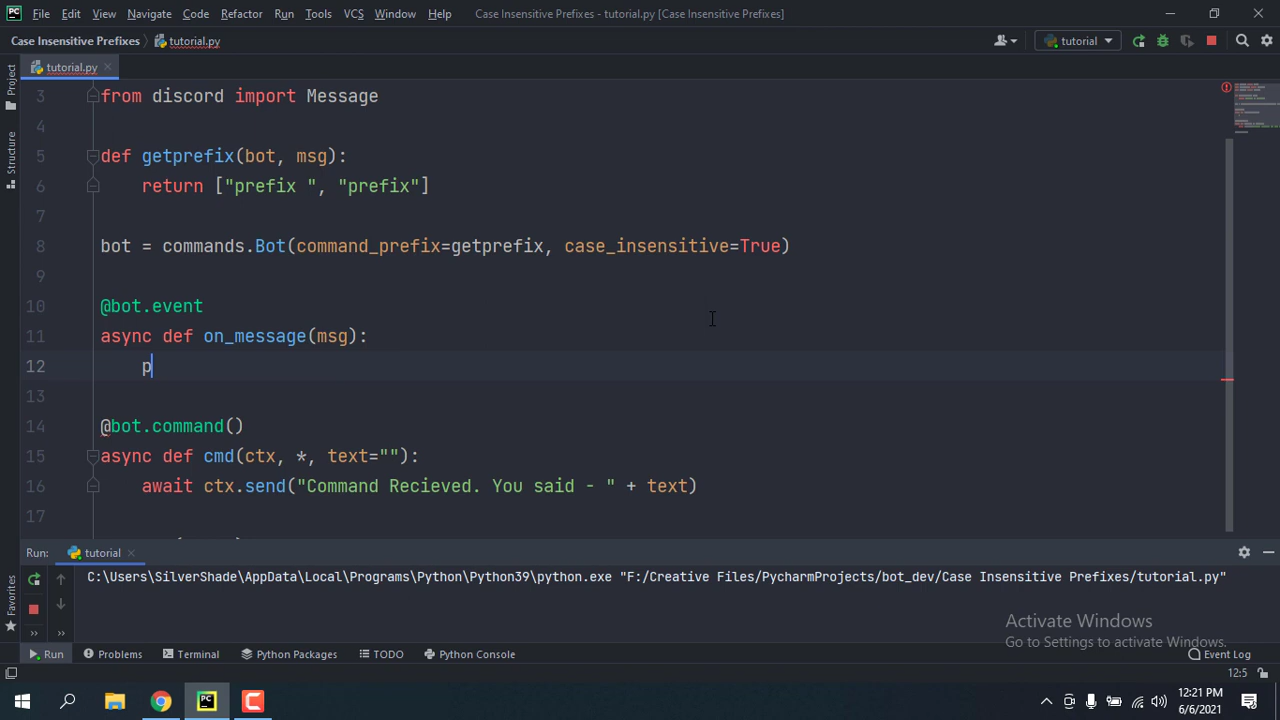 PC File Edit View Navigate Code Refactor Run Tools VCS Window Help Case Insensitive Prefixes - tutorial.py [Case Insensitive Prefixes]
Case Insensitive Prefixes tutorial.py tutorial
tutorial.py
Project
Structure
Favorites
3 from discord import Message
4
5 def getprefix(bot, msg):
6 return ["prefix ", "prefix"]
7
8 bot = commands.Bot(command_prefix=getprefix, case_insensitive=True)
9
10 @bot.event
11 async def on_message(msg):
12 p
13
14 @bot.command()
15 async def cmd(ctx, *, text=""):
16 await ctx.send("Command Recieved. You said - " + text)
17
Run: tutorial
C:\Users\SilverShade\AppData\Local\Programs\Python\Python39\python.exe "F:/Creative Files/PycharmProjects/bot_dev/Case Insensitive Prefixes/tutorial.py"
Activate Windows
Go to Settings to activate Windows.
Run Problems Terminal Python Packages TODO Python Console Event Log
12:5
PC
12:21 PM
6/6/2021